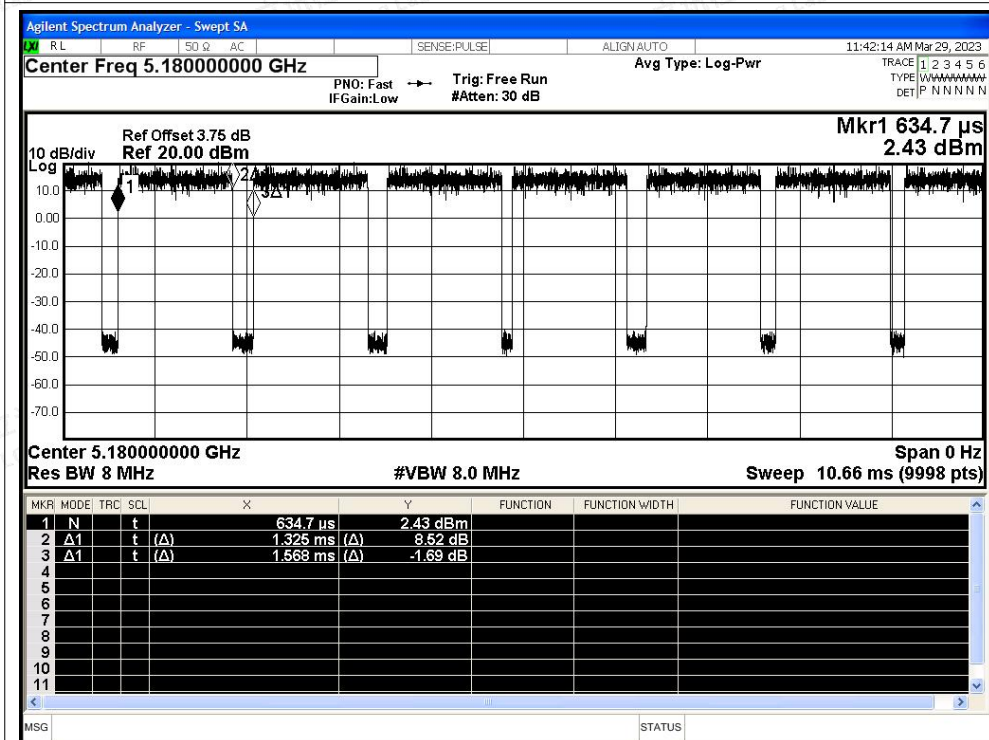 Agilent Spectrum Analyzer - Swept SA
LXI RL RF 50 Ω AC SENSE:PULSE ALIGN AUTO 11:42:14 AM Mar 29, 2023
Center Freq 5.180000000 GHz Avg Type: Log-Pwr TRACE 1 2 3 4 5 6
PNO: Fast Trig: Free Run TYPE WWWWWW
IFGain:Low #Atten: 30 dB DET P N N N N N
Mkr1 634.7 µs
2.43 dBm
Ref Offset 3.75 dB
10 dB/div Ref 20.00 dBm
Log
10.0
0.00
-10.0
-20.0
-30.0
-40.0
-50.0
-60.0
-70.0
1
2Δ
3Δ1
Center 5.180000000 GHz Span 0 Hz
Res BW 8 MHz #VBW 8.0 MHz Sweep 10.66 ms (9998 pts)
MKR MODE TRC SCL X Y FUNCTION FUNCTION WIDTH FUNCTION VALUE
1 N t 634.7 µs 2.43 dBm
2 Δ1 t (Δ) 1.325 ms (Δ) 8.52 dB
3 Δ1 t (Δ) 1.568 ms (Δ) -1.69 dB
4
5
6
7
8
9
10
11
MSG STATUS